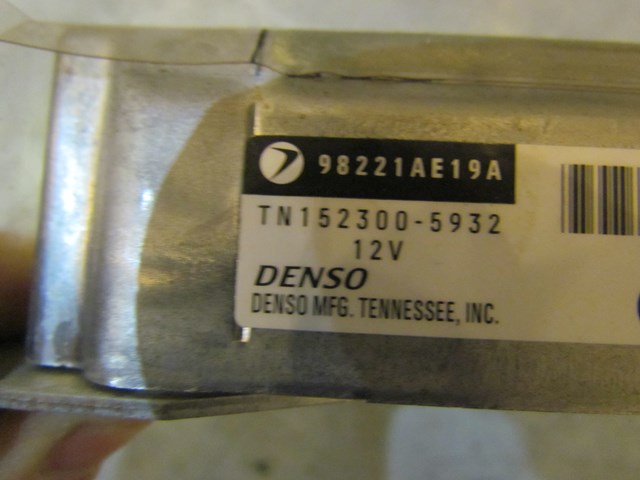 98221AE19A
TN152300-5932
12V
DENSO
DENSO MFG. TENNESSEE, INC.